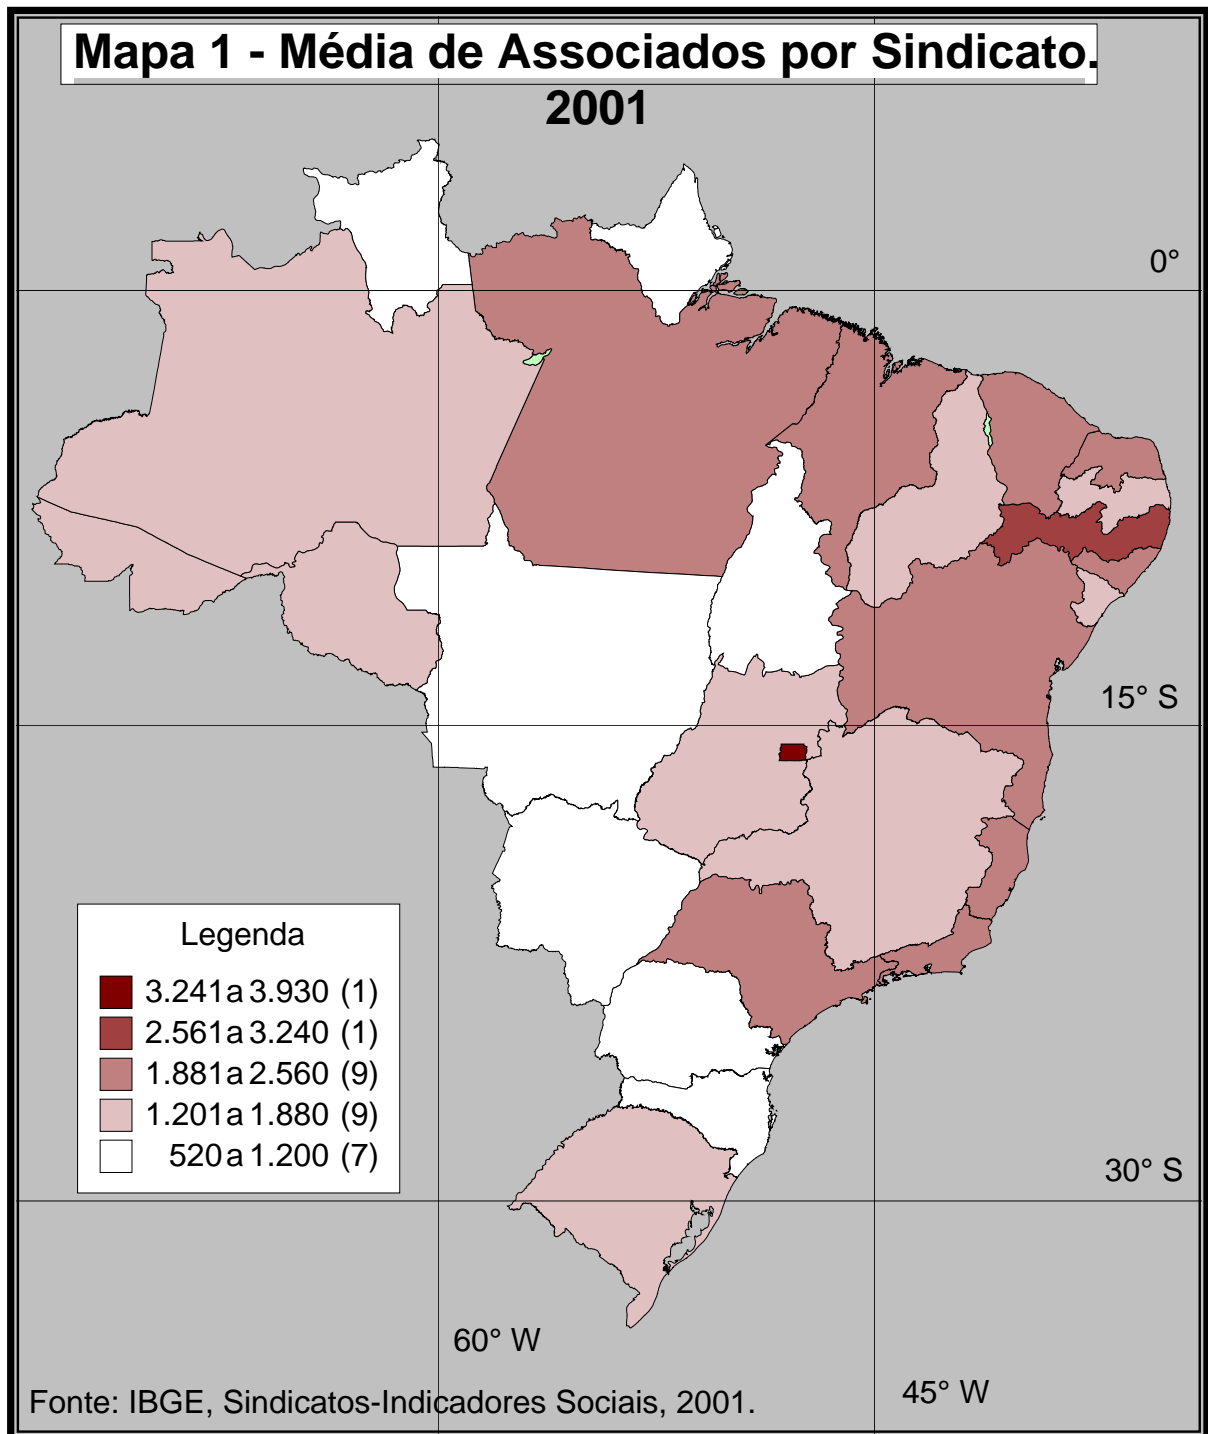 Mapa 1 - Média de Associados por Sindicato.
2001
0°
15° S
Legenda
3.241 a 3.930 (1)
2.561 a 3.240 (1)
1.881 a 2.560 (9)
1.201 a 1.880 (9)
520 a 1.200 (7)
30° S
60° W
45° W
Fonte: IBGE, Sindicatos-Indicadores Sociais, 2001.